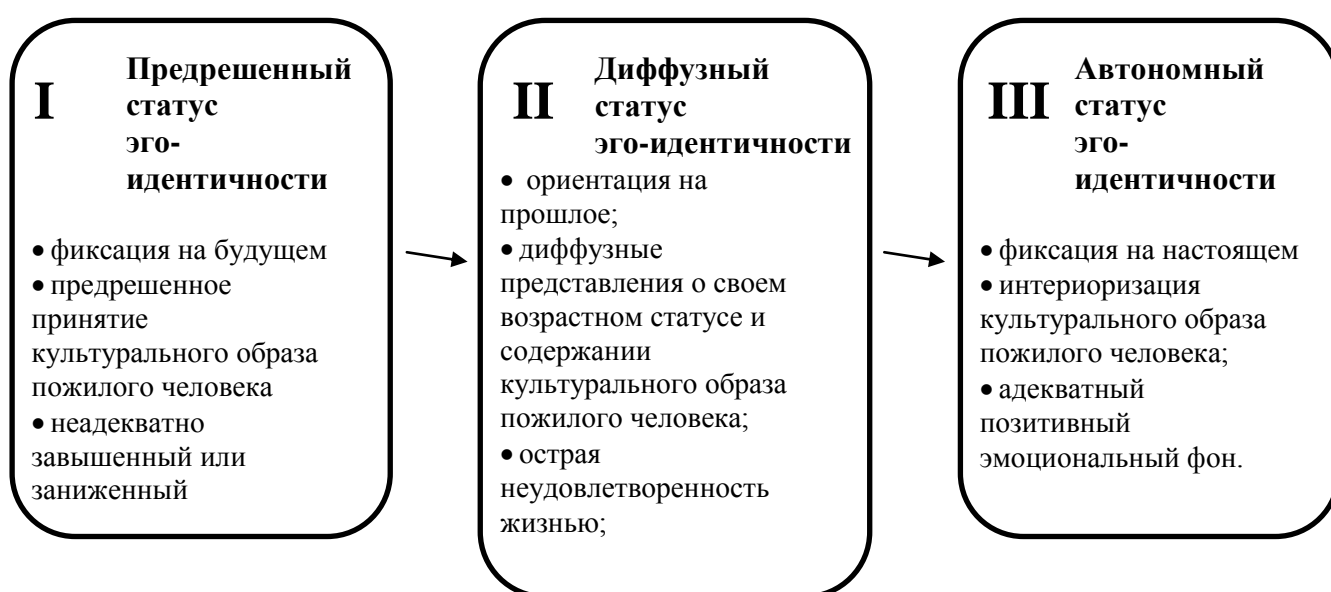 I
Предрешенный
статус
эго-
идентичности
• фиксация на будущем
• предрешенное
принятие
культурального образа
пожилого человека
• неадекватно
завышенный или
заниженный
II
Диффузный
статус
эго-идентичности
• ориентация на
прошлое;
• диффузные
представления о своем
возрастном статусе и
содержании
культурального образа
пожилого человека;
• острая
неудовлетворенность
жизнью;
III
Автономный
статус
эго-
идентичности
• фиксация на настоящем
• интериоризация
культурального образа
пожилого человека;
• адекватный
позитивный
эмоциональный фон.